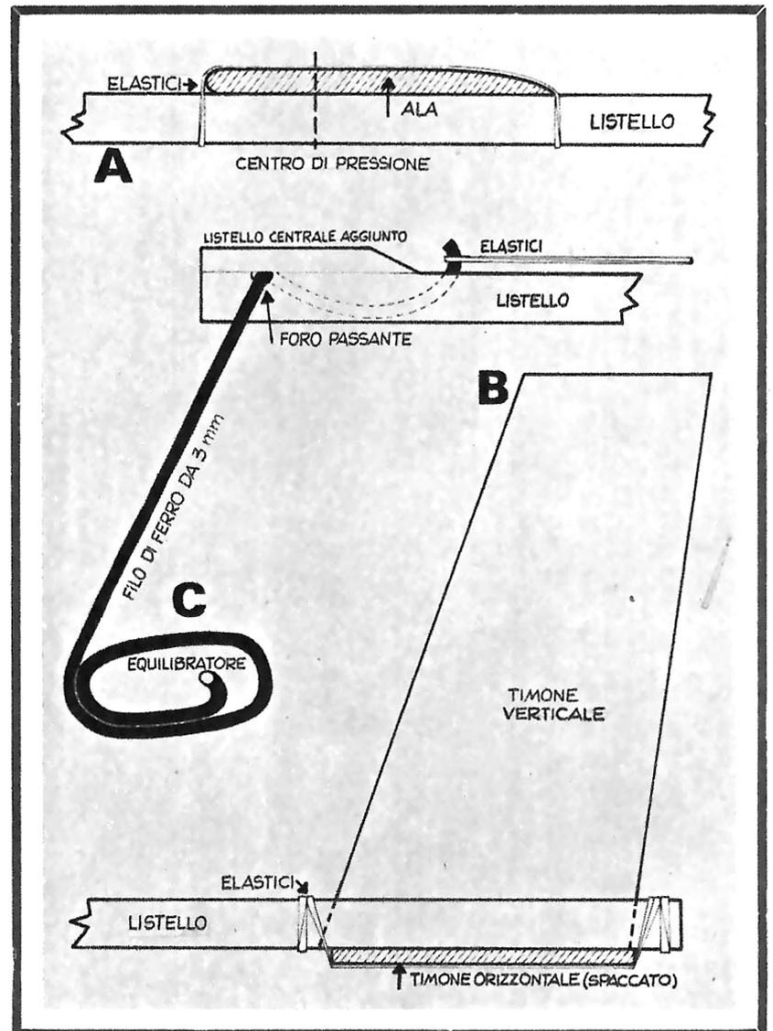 ELASTICI
ALA
LISTELLO
A
CENTRO DI PRESSIONE
LISTELLO CENTRALE AGGIUNTO
ELASTICI
LISTELLO
FORO PASSANTE
B
FILO DI FERRO DA 3 mm
C
EQUILIBRATORE
TIMONE
VERTICALE
ELASTICI
LISTELLO
TIMONE ORIZZONTALE (SPACCATO)